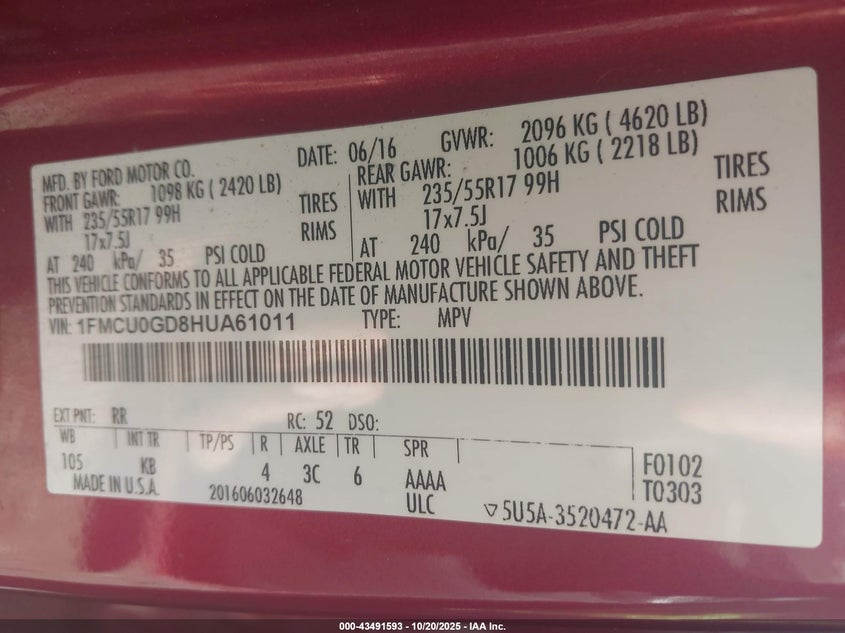 MFD. BY FORD MOTOR CO.
DATE: 06/16 GVWR: 2096 KG ( 4620 LB)
FRONT GAWR: 1098 KG ( 2420 LB)
WITH 235/55R17 99H TIRES
17x7.5J RIMS
AT 240 kPa/ 35 PSI COLD
REAR GAWR: 1006 KG ( 2218 LB)
WITH 235/55R17 99H TIRES
17x7.5J RIMS
AT 240 kPa/ 35 PSI COLD
THIS VEHICLE CONFORMS TO ALL APPLICABLE FEDERAL MOTOR VEHICLE SAFETY AND THEFT
PREVENTION STANDARDS IN EFFECT ON THE DATE OF MANUFACTURE SHOWN ABOVE.
VIN: 1FMCU0GD8HUA61011 TYPE: MPV
EXT PNT: RR RC: 52 DSO:
WB INT TR TP/PS R AXLE TR SPR
105 KB 4 3C 6 AAAA F0102
MADE IN U.S.A. 201606032648 ULC T0303
▽5U5A-3520472-AA
000-43491593 - 10/20/2025 - IAA Inc.